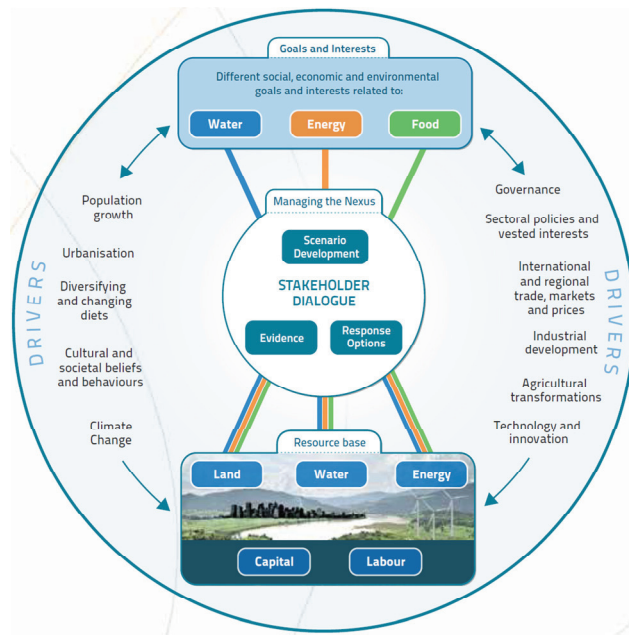 Goals and Interests
Different social, economic and environmental
goals and interests related to:
Water
Energy
Food
Managing the Nexus
Scenario
Development
STAKEHOLDER
DIALOGUE
Evidence
Response
Options
DRIVERS
Population
growth
Urbanisation
Diversifying
and changing
diets
Cultural and
societal beliefs
and behaviours
Climate
Change
DRIVERS
Governance
Sectoral policies and
vested interests
International
and regional
trade, markets
and prices
Industrial
development
Agricultural
transformations
Technology and
innovation
Resource base
Land
Water
Energy
Capital
Labour